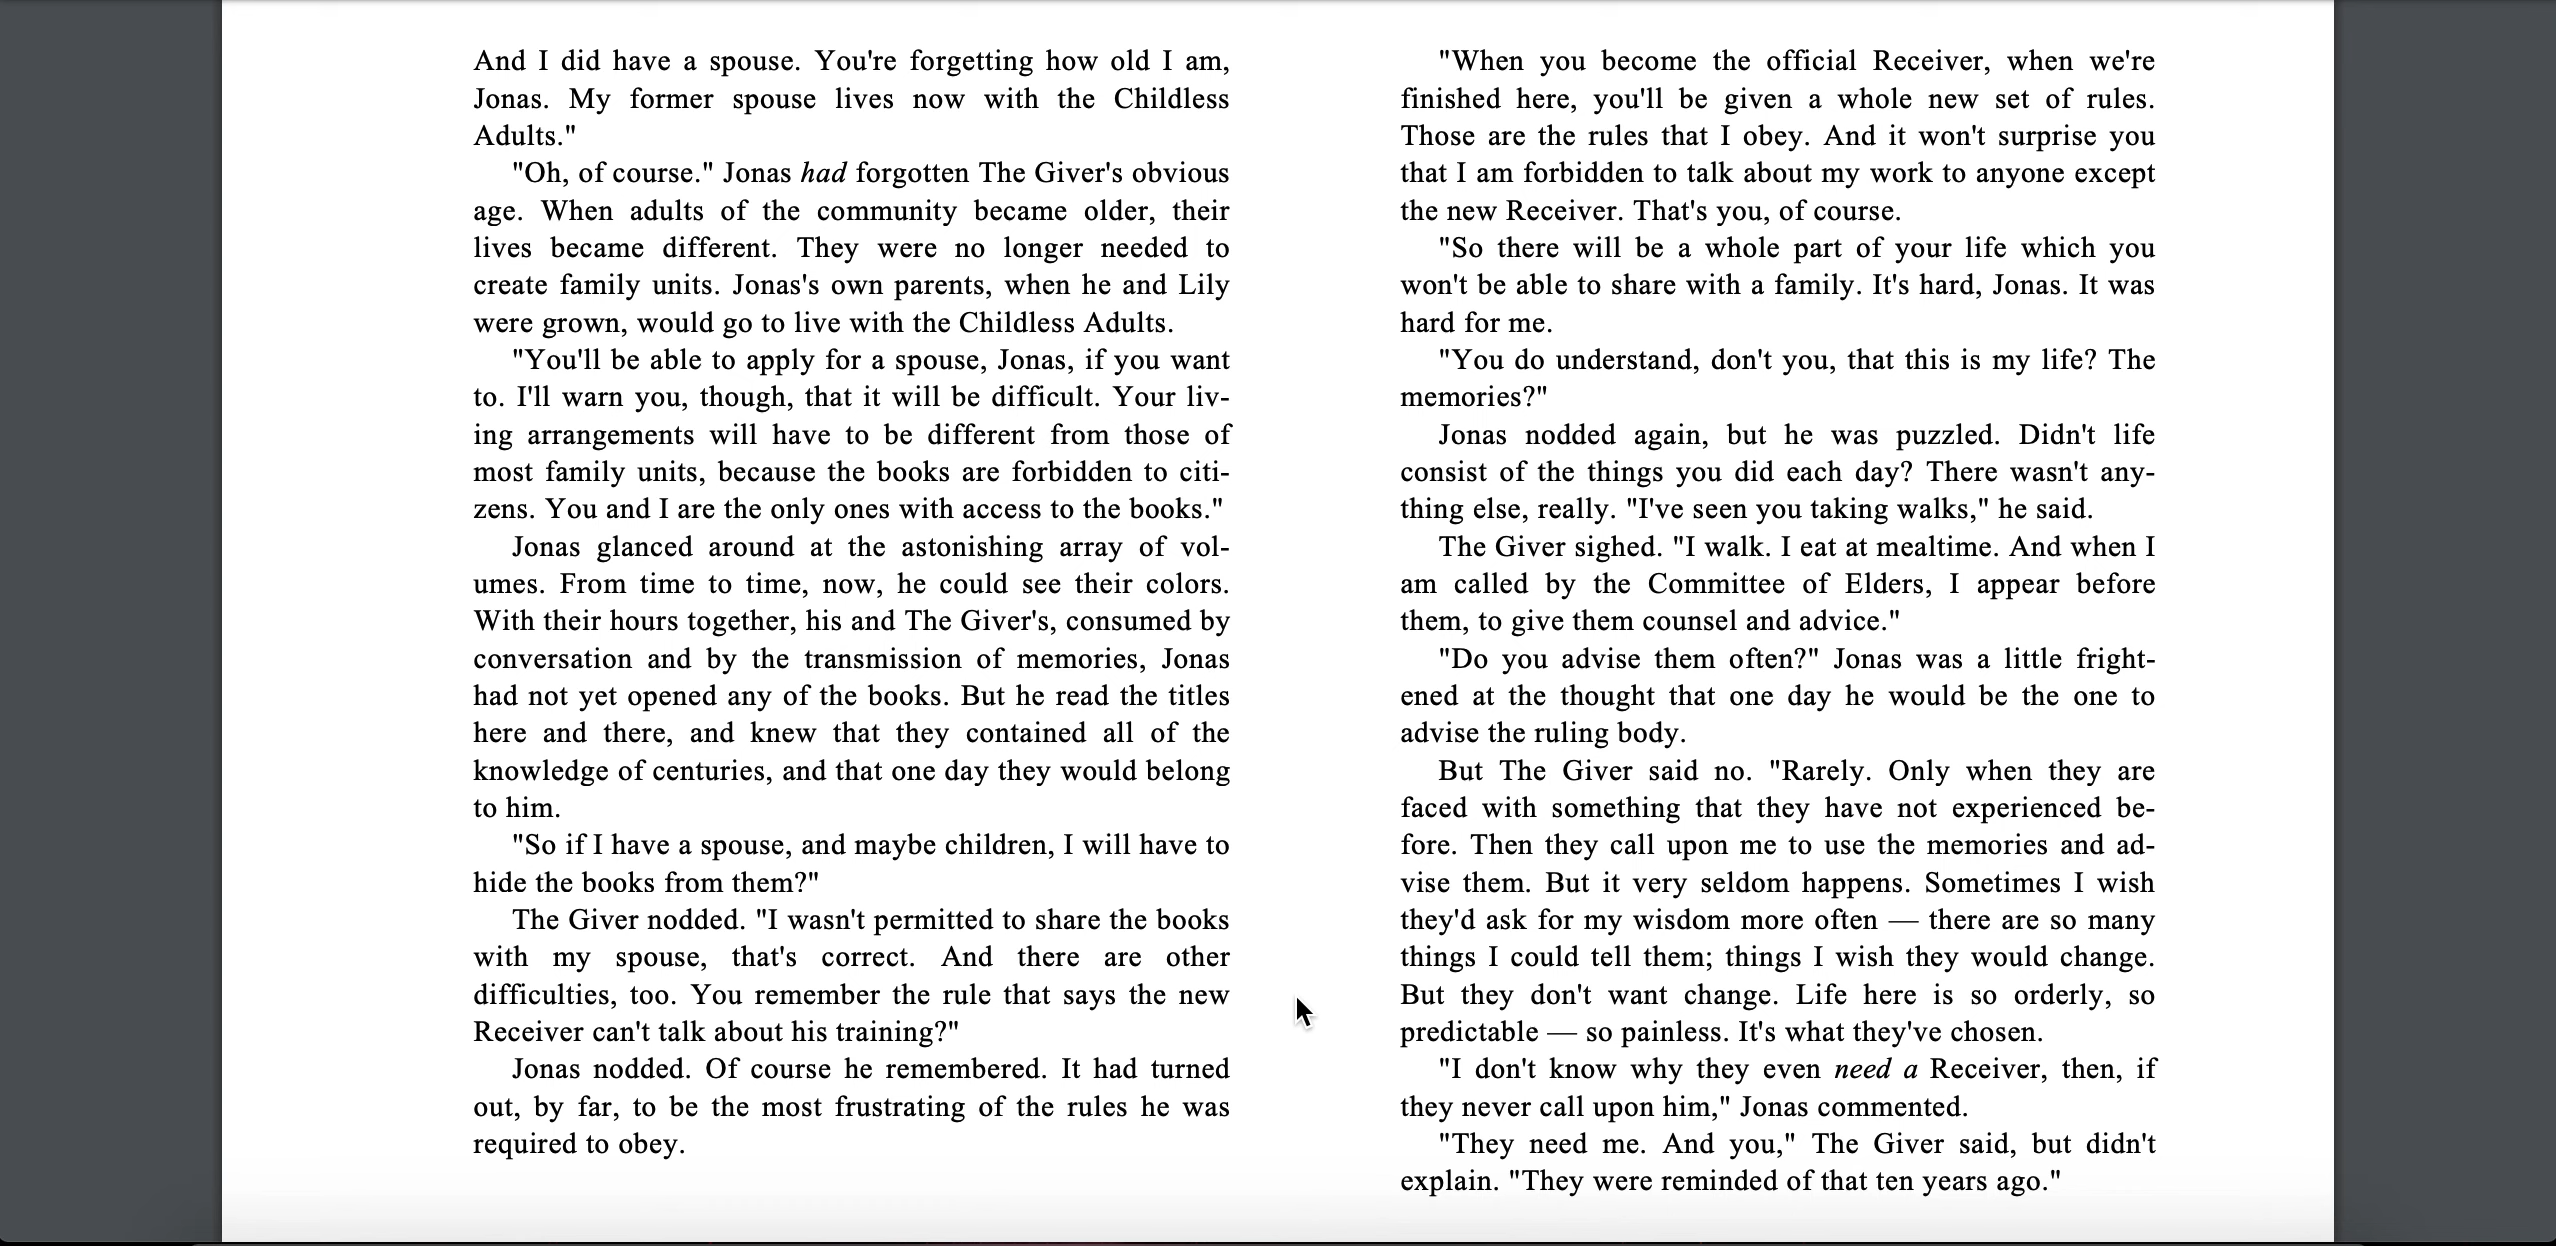 And I did have a spouse. You're forgetting how old I am,
Jonas. My former spouse lives now with the Childless
Adults."
"Oh, of course." Jonas had forgotten The Giver's obvious
age. When adults of the community became older, their
lives became different. They were no longer needed to
create family units. Jonas's own parents, when he and Lily
were grown, would go to live with the Childless Adults.
"You'll be able to apply for a spouse, Jonas, if you want
to. I'll warn you, though, that it will be difficult. Your liv-
ing arrangements will have to be different from those of
most family units, because the books are forbidden to citi-
zens. You and I are the only ones with access to the books."
Jonas glanced around at the astonishing array of vol-
umes. From time to time, now, he could see their colors.
With their hours together, his and The Giver's, consumed by
conversation and by the transmission of memories, Jonas
had not yet opened any of the books. But he read the titles
here and there, and knew that they contained all of the
knowledge of centuries, and that one day they would belong
to him.
"So if I have a spouse, and maybe children, I will have to
hide the books from them?"
The Giver nodded. "I wasn't permitted to share the books
with my spouse, that's correct. And there are other
difficulties, too. You remember the rule that says the new
Receiver can't talk about his training?"
Jonas nodded. Of course he remembered. It had turned
out, by far, to be the most frustrating of the rules he was
required to obey.
"When you become the official Receiver, when we're
finished here, you'll be given a whole new set of rules.
Those are the rules that I obey. And it won't surprise you
that I am forbidden to talk about my work to anyone except
the new Receiver. That's you, of course.
"So there will be a whole part of your life which you
won't be able to share with a family. It's hard, Jonas. It was
hard for me.
"You do understand, don't you, that this is my life? The
memories?"
Jonas nodded again, but he was puzzled. Didn't life
consist of the things you did each day? There wasn't any-
thing else, really. "I've seen you taking walks," he said.
The Giver sighed. "I walk. I eat at mealtime. And when I
am called by the Committee of Elders, I appear before
them, to give them counsel and advice."
"Do you advise them often?" Jonas was a little fright-
ened at the thought that one day he would be the one to
advise the ruling body.
But The Giver said no. "Rarely. Only when they are
faced with something that they have not experienced be-
fore. Then they call upon me to use the memories and ad-
vise them. But it very seldom happens. Sometimes I wish
they'd ask for my wisdom more often — there are so many
things I could tell them; things I wish they would change.
But they don't want change. Life here is so orderly, so
predictable — so painless. It's what they've chosen.
"I don't know why they even need a Receiver, then, if
they never call upon him," Jonas commented.
"They need me. And you," The Giver said, but didn't
explain. "They were reminded of that ten years ago."